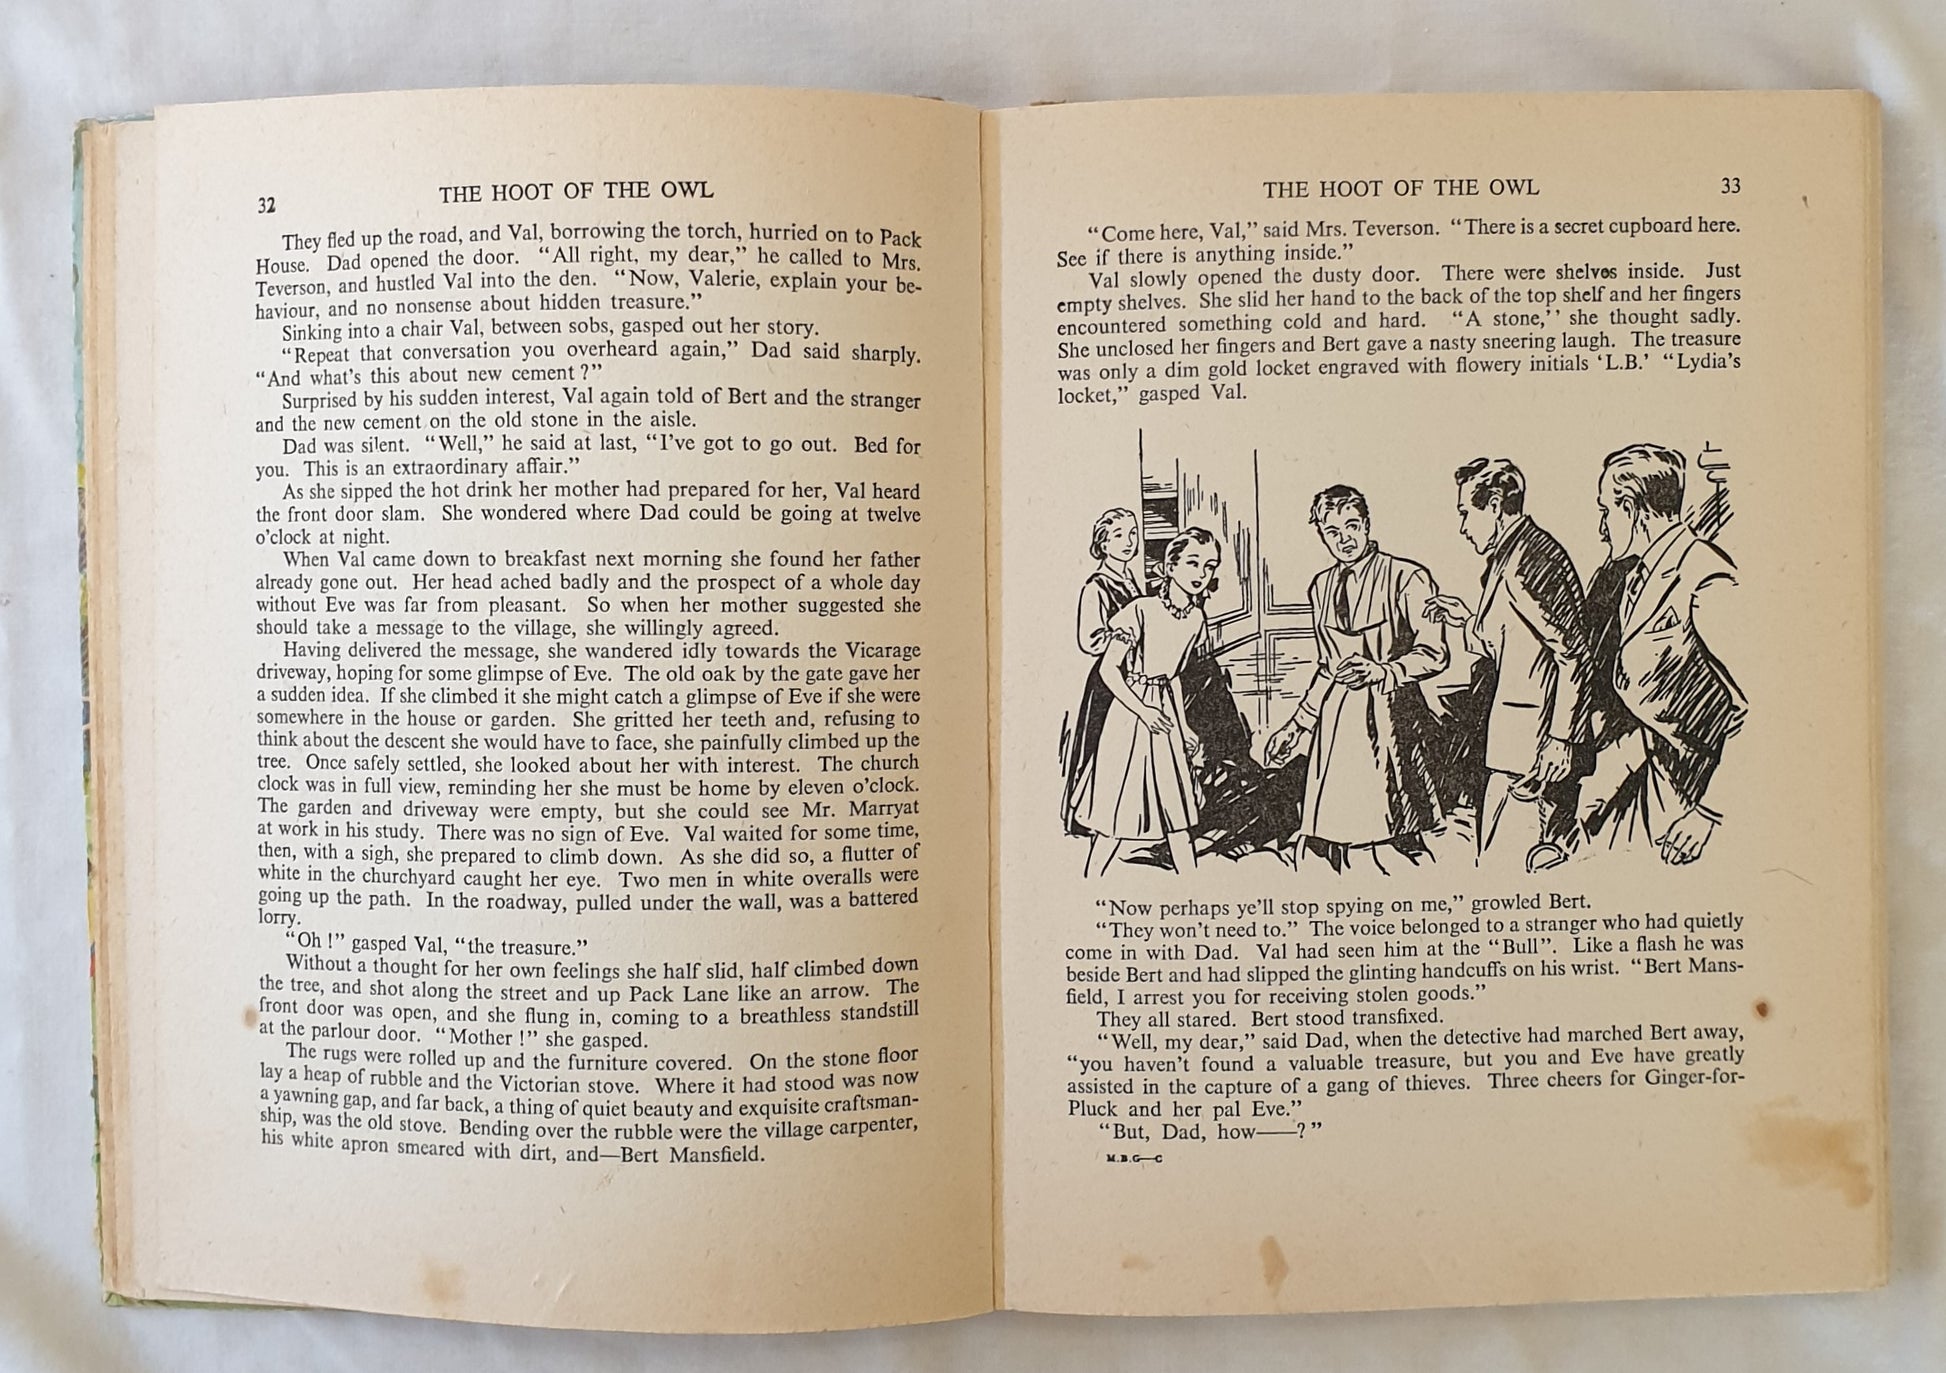 32
THE HOOT OF THE OWL
They fled up the road, and Val, borrowing the torch, hurried on to Pack
House. Dad opened the door. "All right, my dear," he called to Mrs.
Teverson, and hustled Val into the den. "Now, Valerie, explain your be-
haviour, and no nonsense about hidden treasure."
Sinking into a chair Val, between sobs, gasped out her story.
"Repeat that conversation you overheard again," Dad said sharply.
"And what's this about new cement?"
Surprised by his sudden interest, Val again told of Bert and the stranger
and the new cement on the old stone in the aisle.
Dad was silent. "Well," he said at last, "I've got to go out. Bed for
you. This is an extraordinary affair."
As she sipped the hot drink her mother had prepared for her, Val heard
the front door slam. She wondered where Dad could be going at twelve
o'clock at night.
When Val came down to breakfast next morning she found her father
already gone out. Her head ached badly and the prospect of a whole day
without Eve was far from pleasant. So when her mother suggested she
should take a message to the village, she willingly agreed.
Having delivered the message, she wandered idly towards the Vicarage
driveway, hoping for some glimpse of Eve. The old oak by the gate gave her
a sudden idea. If she climbed it she might catch a glimpse of Eve if she were
somewhere in the house or garden. She gritted her teeth and, refusing to
think about the descent she would have to face, she painfully climbed up the
tree. Once safely settled, she looked about her with interest. The church
clock was in full view, reminding her she must be home by eleven o'clock.
The garden and driveway were empty, but she could see Mr. Marryat
at work in his study. There was no sign of Eve. Val waited for some time,
then, with a sigh, she prepared to climb down. As she did so, a flutter of
white in the churchyard caught her eye. Two men in white overalls were
going up the path. In the roadway, pulled under the wall, was a battered
lorry.
"Oh!" gasped Val, "the treasure."
Without a thought for her own feelings she half slid, half climbed down
the tree, and shot along the street and up Pack Lane like an arrow. The
front door was open, and she flung in, coming to a breathless standstill
at the parlour door. "Mother!" she gasped.
The rugs were rolled up and the furniture covered. On the stone floor
lay a heap of rubble and the Victorian stove. Where it had stood was now
a yawning gap, and far back, a thing of quiet beauty and exquisite craftsman-
ship, was the old stove. Bending over the rubble were the village carpenter,
his white apron smeared with dirt, and—Bert Mansfield.
THE HOOT OF THE OWL
33
"Come here, Val," said Mrs. Teverson. "There is a secret cupboard here.
See if there is anything inside."
Val slowly opened the dusty door. There were shelves inside. Just
empty shelves. She slid her hand to the back of the top shelf and her fingers
encountered something cold and hard. "A stone,'' she thought sadly.
She unclosed her fingers and Bert gave a nasty sneering laugh. The treasure
was only a dim gold locket engraved with flowery initials 'L.B.' "Lydia's
locket," gasped Val.
"Now perhaps ye'll stop spying on me," growled Bert.
"They won't need to." The voice belonged to a stranger who had quietly
come in with Dad. Val had seen him at the "Bull". Like a flash he was
beside Bert and had slipped the glinting handcuffs on his wrist. "Bert Mans-
field, I arrest you for receiving stolen goods."
They all stared. Bert stood transfixed.
"Well, my dear," said Dad, when the detective had marched Bert away,
"you haven't found a valuable treasure, but you and Eve have greatly
assisted in the capture of a gang of thieves. Three cheers for Ginger-for-
Pluck and her pal Eve."
"But, Dad, how——?"
M.B.G—C